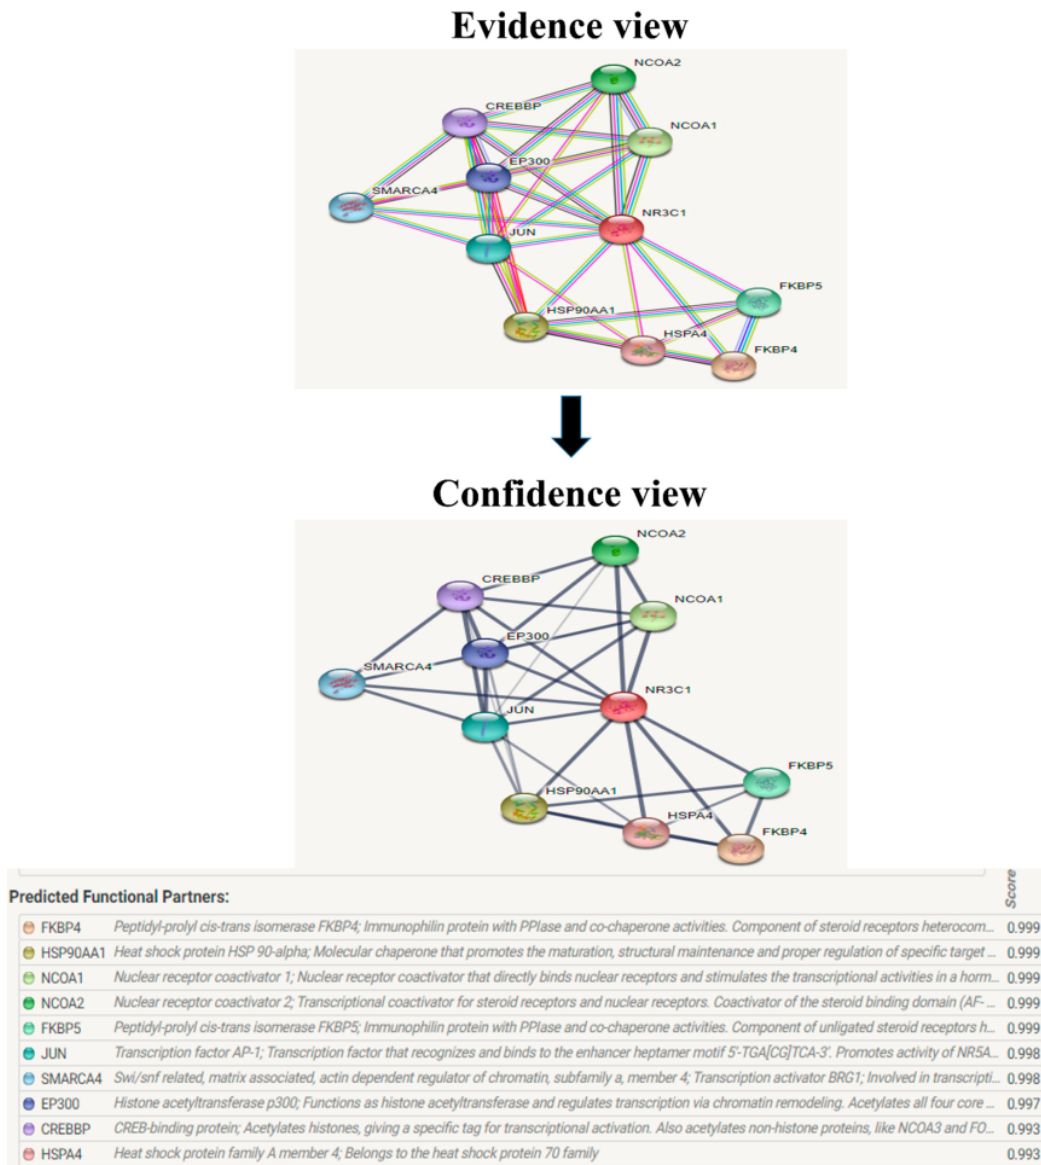 Evidence view
NCOA2
CREBBP
NCOA1
EP300
SMARCA4
NR3C1
JUN
FKBP5
HSP90AA1
HSPA4
FKBP4
Confidence view
NCOA2
CREBBP
NCOA1
EP300
SMARCA4
NR3C1
JUN
FKBP5
HSP90AA1
HSPA4
FKBP4
Predicted Functional Partners: Score
FKBP4 Peptidyl-prolyl cis-trans isomerase FKBP4; Immunophilin protein with PPIase and co-chaperone activities. Component of steroid receptors heterocom... 0.999
HSP90AA1 Heat shock protein HSP 90-alpha; Molecular chaperone that promotes the maturation, structural maintenance and proper regulation of specific target ... 0.999
NCOA1 Nuclear receptor coactivator 1; Nuclear receptor coactivator that directly binds nuclear receptors and stimulates the transcriptional activities in a horm... 0.999
NCOA2 Nuclear receptor coactivator 2; Transcriptional coactivator for steroid receptors and nuclear receptors. Coactivator of the steroid binding domain (AF- ... 0.999
FKBP5 Peptidyl-prolyl cis-trans isomerase FKBP5; Immunophilin protein with PPIase and co-chaperone activities. Component of unligated steroid receptors h... 0.999
JUN Transcription factor AP-1; Transcription factor that recognizes and binds to the enhancer heptamer motif 5'-TGA[CG]TCA-3'. Promotes activity of NR5A... 0.998
SMARCA4 Swi/snf related, matrix associated, actin dependent regulator of chromatin, subfamily a, member 4; Transcription activator BRG1; Involved in transcripti... 0.998
EP300 Histone acetyltransferase p300; Functions as histone acetyltransferase and regulates transcription via chromatin remodeling. Acetylates all four core ... 0.997
CREBBP CREB-binding protein; Acetylates histones, giving a specific tag for transcriptional activation. Also acetylates non-histone proteins, like NCOA3 and FO... 0.993
HSPA4 Heat shock protein family A member 4; Belongs to the heat shock protein 70 family 0.993